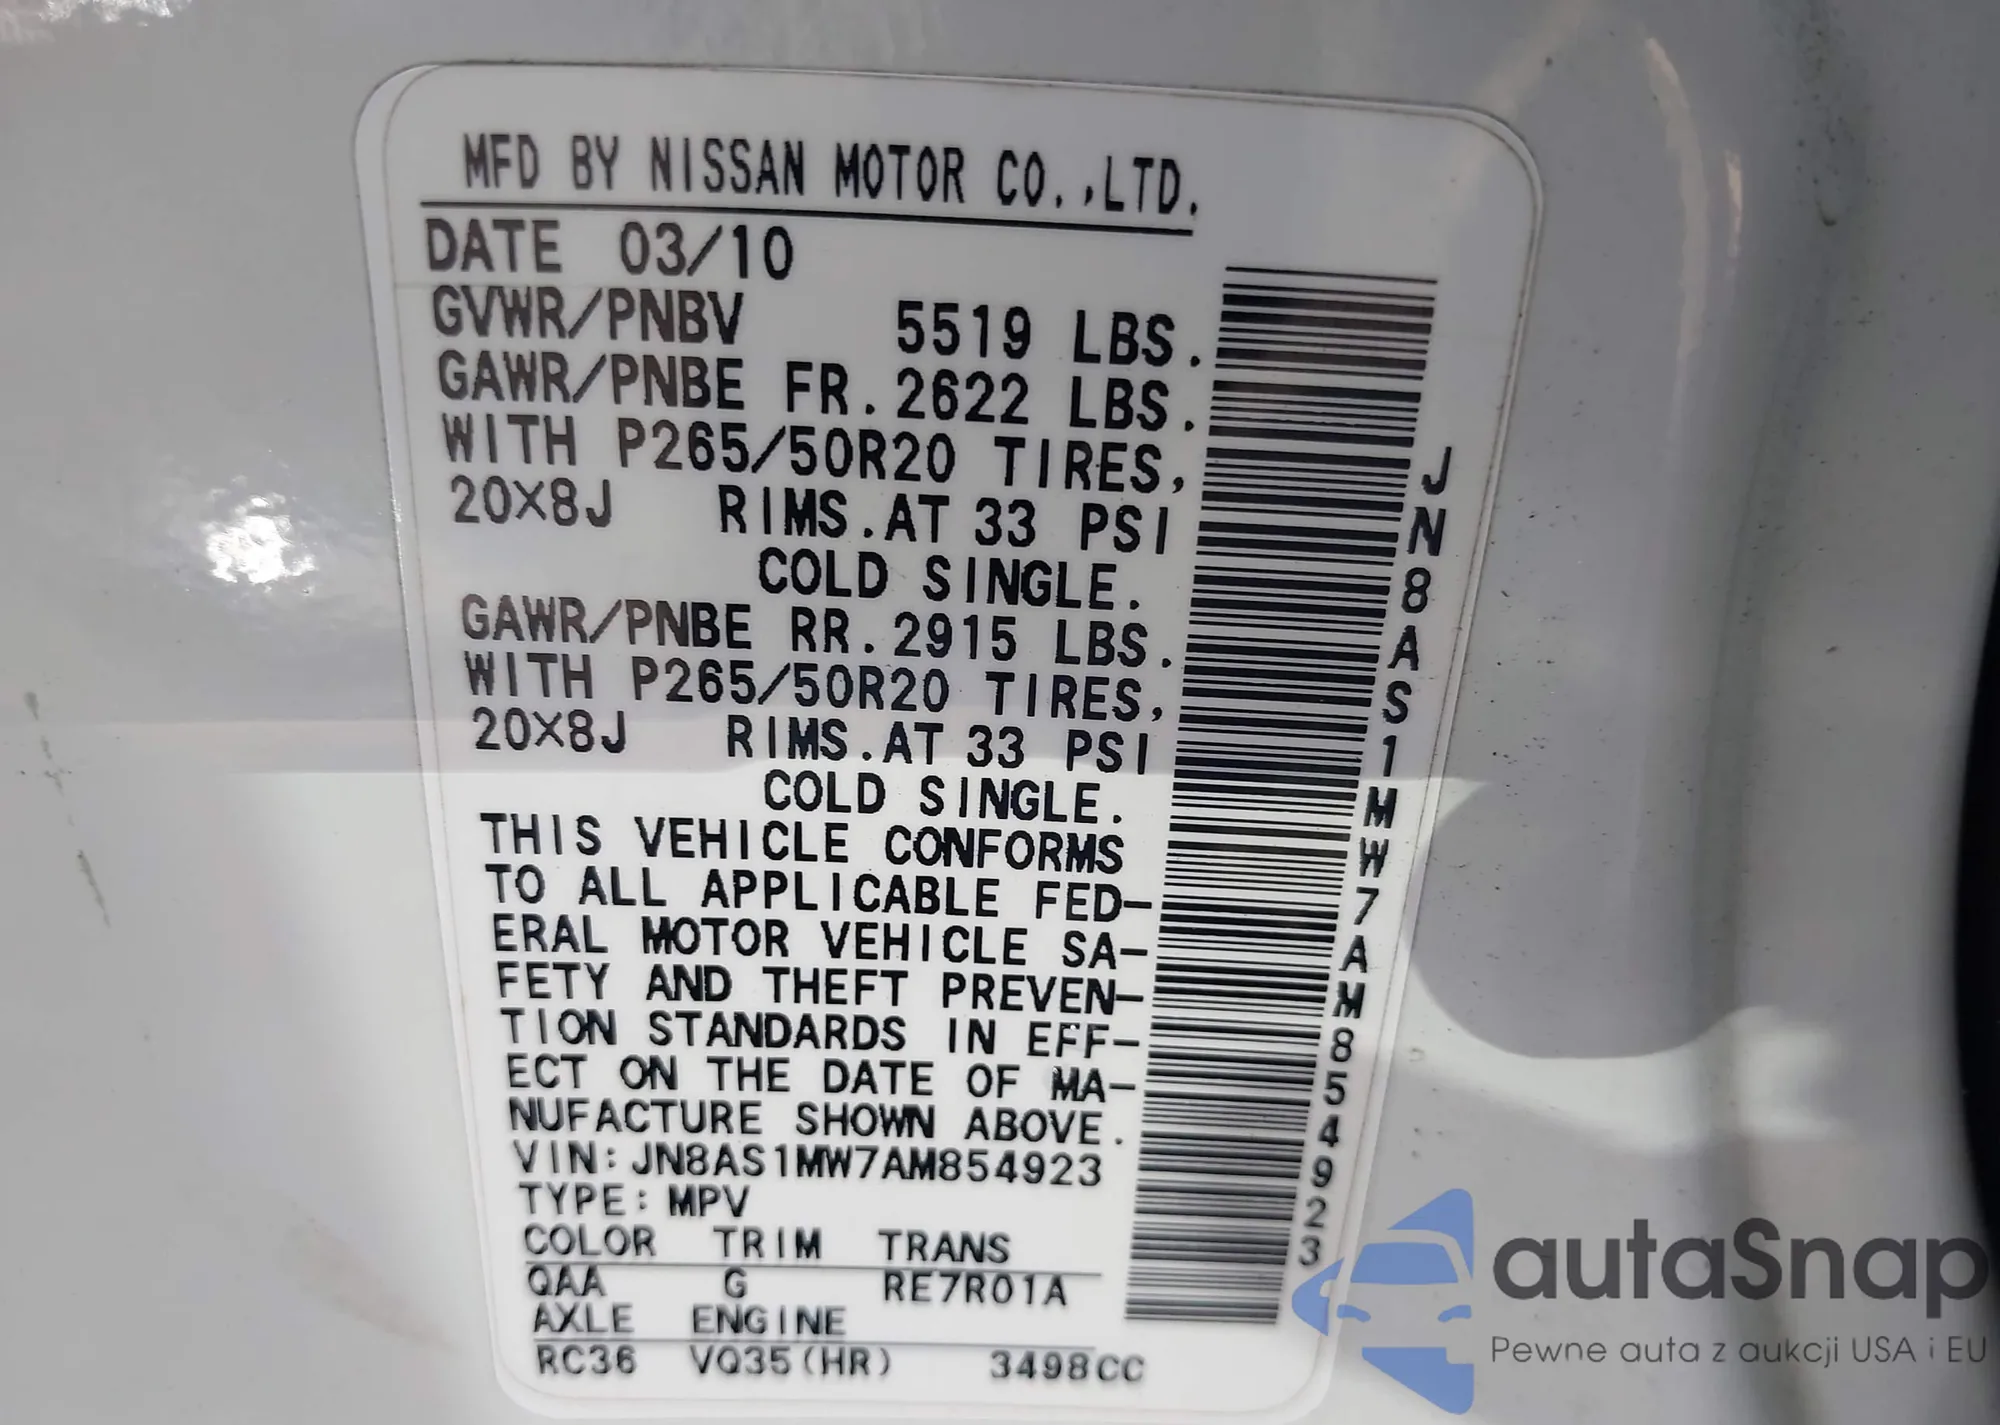 MFD BY NISSAN MOTOR CO.,LTD.
DATE 03/10
GVWR/PNBV 5519 LBS.
GAWR/PNBE FR.2622 LBS.
WITH P265/50R20 TIRES,
20X8J RIMS.AT 33 PSI
COLD SINGLE.
GAWR/PNBE RR.2915 LBS.
WITH P265/50R20 TIRES,
20X8J RIMS.AT 33 PSI
COLD SINGLE.
THIS VEHICLE CONFORMS
TO ALL APPLICABLE FED-
ERAL MOTOR VEHICLE SA-
FETY AND THEFT PREVEN-
TION STANDARDS IN EFF-
ECT ON THE DATE OF MA-
NUFACTURE SHOWN ABOVE.
VIN:JN8AS1MW7AM854923
TYPE:MPV
COLOR TRIM TRANS
QAA G RE7R01A
AXLE ENGINE
RC36 VQ35(HR) 3498CC
JN8AS1MW7AM854923
autaSnap
Pewne auta z aukcji USA i EU